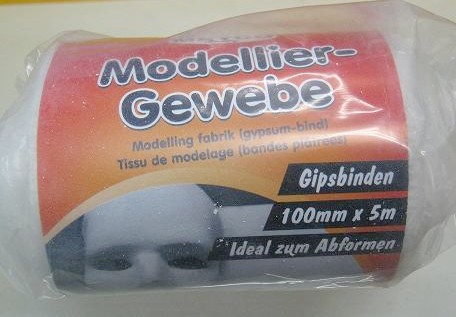 Modellier-
Gewebe
Modelling fabrik (gypsum-bind)
Tissu de modelaye (bandes platrees)
Gipsbinden
100mm x 5m
Ideal zum Abformen